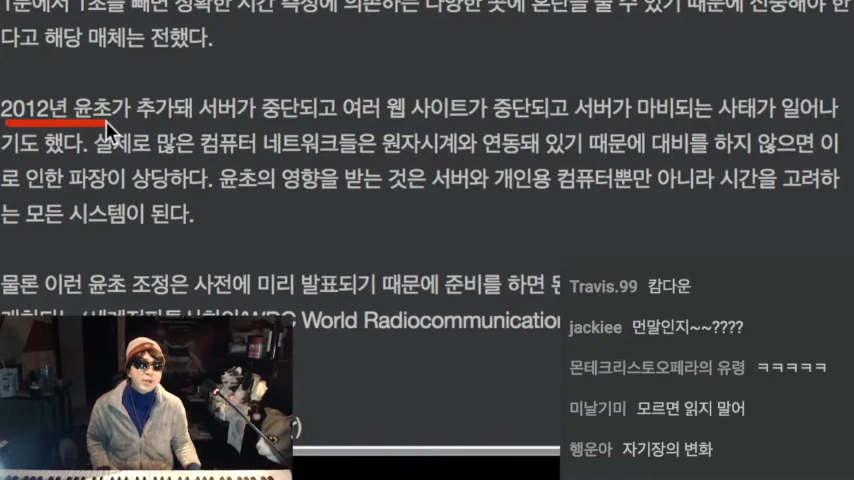 1분에서 1초를 빼면 정확한 시간 측정에 의존하는 다양한 곳에 혼란을 줄 수 있기 때문에 신중해야 한
다고 해당 매체는 전했다.
2012년 윤초가 추가돼 서버가 중단되고 여러 웹 사이트가 중단되고 서버가 마비되는 사태가 일어나
기도 했다. 실제로 많은 컴퓨터 네트워크들은 원자시계와 연동돼 있기 때문에 대비를 하지 않으면 이
로 인한 파장이 상당하다. 윤초의 영향을 받는 것은 서버와 개인용 컴퓨터뿐만 아니라 시간을 고려하
는 모든 시스템이 된다.
물론 이런 윤초 조정은 사전에 미리 발표되기 때문에 준비를 하면
World Radiocommunication
Travis.99 캄다운
jackiee 먼말인지~~????
몬테크리스토오페라의 유령 ㅋㅋㅋㅋㅋ
미날기미 모르면 읽지 말어
행운아 자기장의 변화